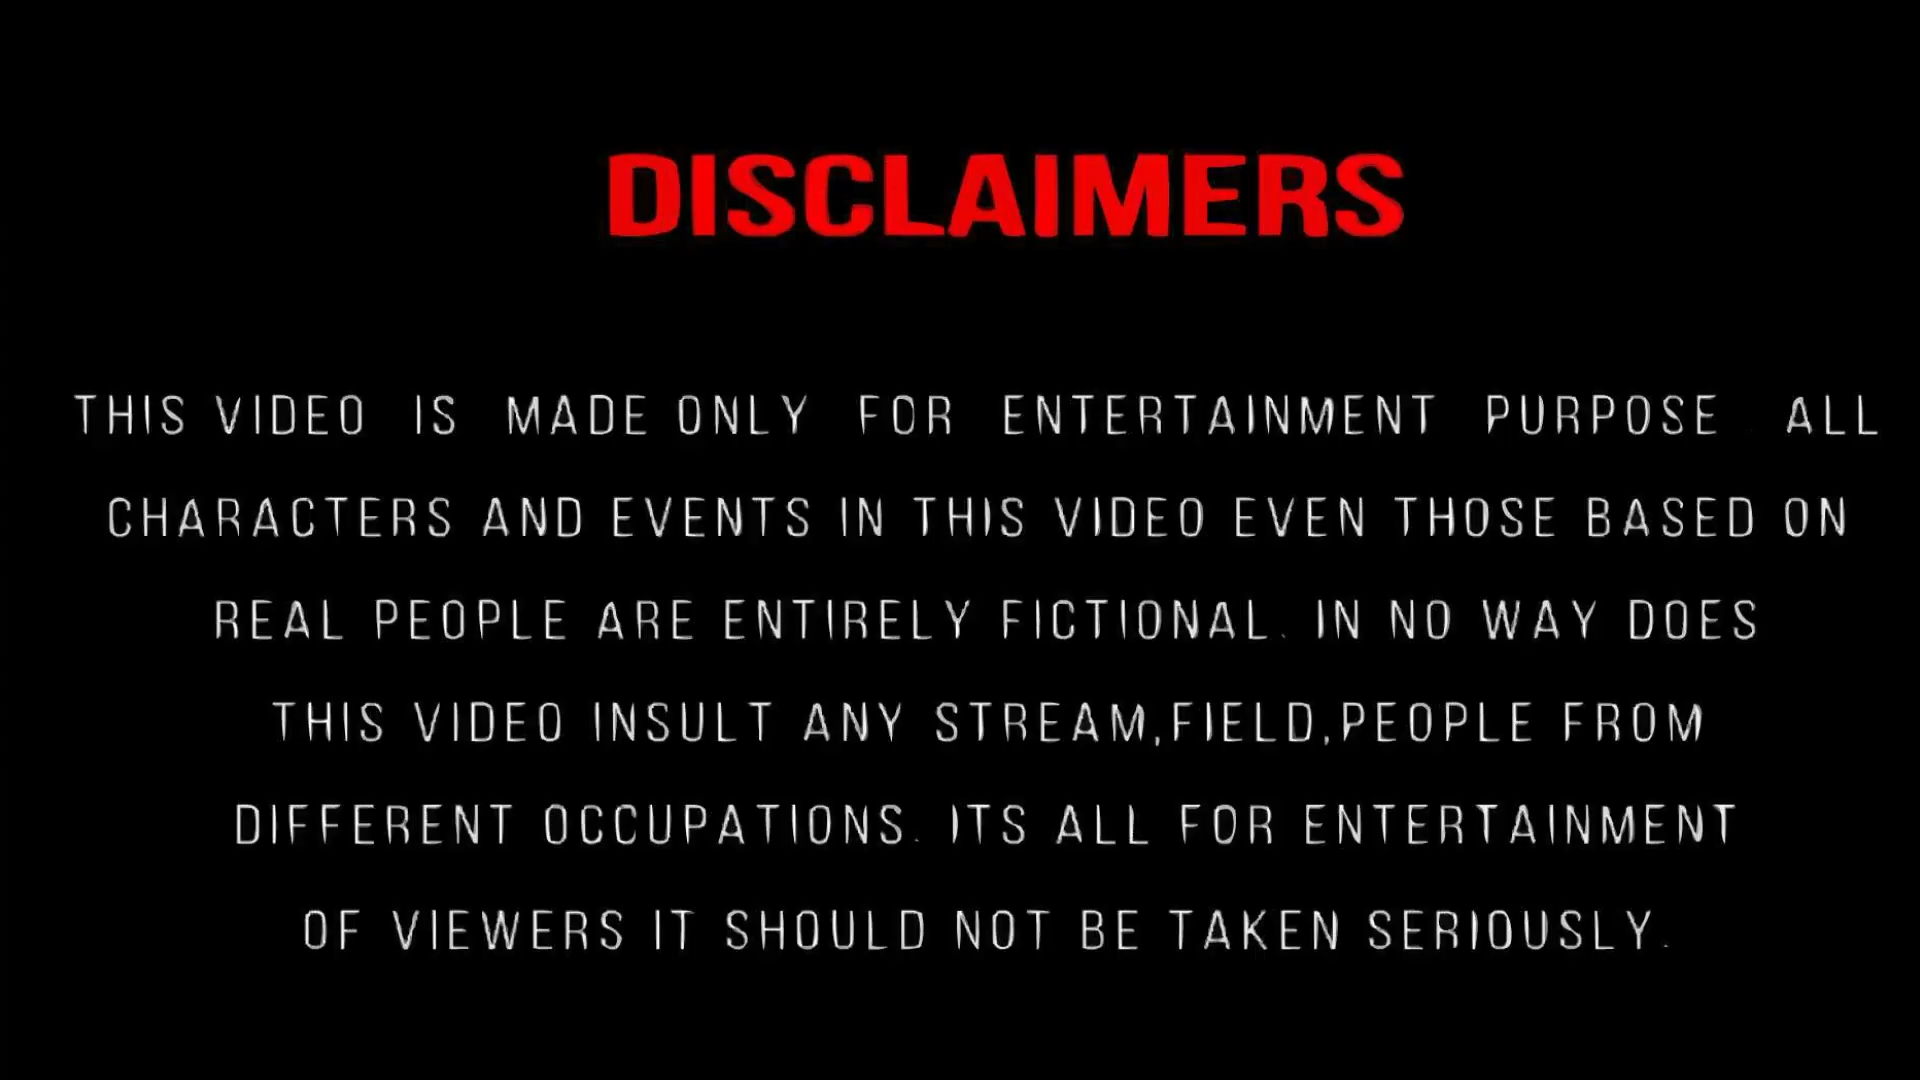 DISCLAIMERS
THIS VIDEO IS MADE ONLY FOR ENTERTAINMENT PURPOSE . ALL
CHARACTERS AND EVENTS IN THIS VIDEO EVEN THOSE BASED ON
REAL PEOPLE ARE ENTIRELY FICTIONAL. IN NO WAY DOES
THIS VIDEO INSULT ANY STREAM,FIELD,PEOPLE FROM
DIFFERENT OCCUPATIONS. ITS ALL FOR ENTERTAINMENT
OF VIEWERS IT SHOULD NOT BE TAKEN SERIOUSLY.